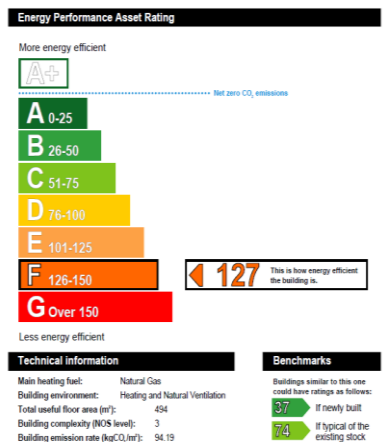 Energy Performance Asset Rating
More energy efficient
A+
Net zero CO₂ emissions
A 0-25
B 26-50
C 51-75
D 76-100
E 101-125
F 126-150
127 This is how energy efficient
the building is.
G Over 150
Less energy efficient
Technical information
Main heating fuel: Natural Gas
Building environment: Heating and Natural Ventilation
Total useful floor area (m²): 494
Building complexity (NOS level): 3
Building emission rate (kgCO₂/m²): 94.19
Benchmarks
Buildings similar to this one
could have ratings as follows:
37 If newly built
74 If typical of the
existing stock